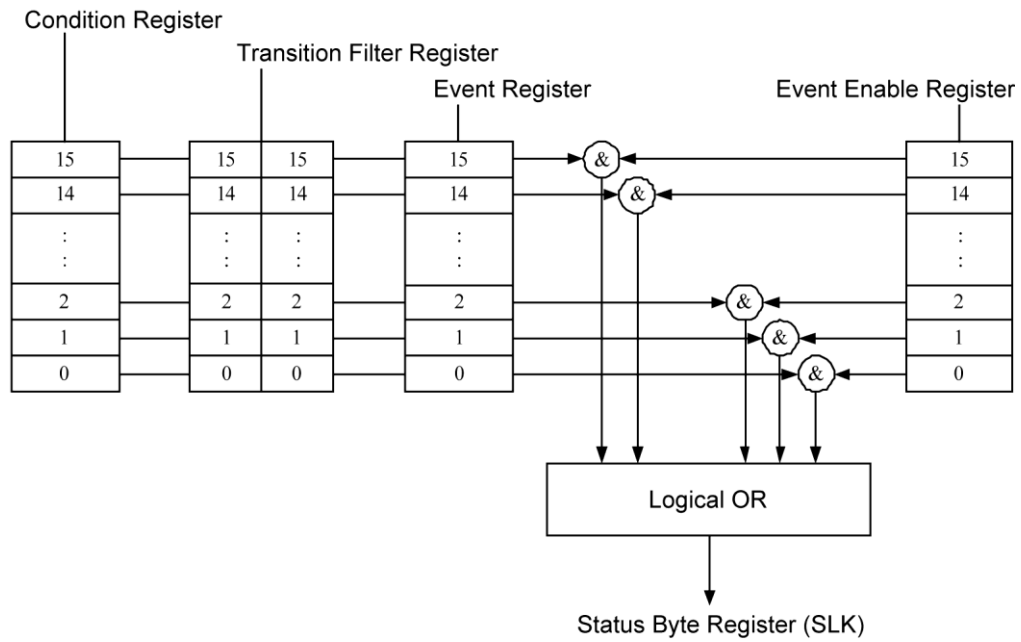 Condition Register
Transition Filter Register
Event Register
Event Enable Register
15 15 15 15 & 15
14 14 14 14 & 14
: : : : :
: : : : :
2 2 2 2 & 2
1 1 1 1 & 1
0 0 0 0 & 0
Logical OR
Status Byte Register (SLK)